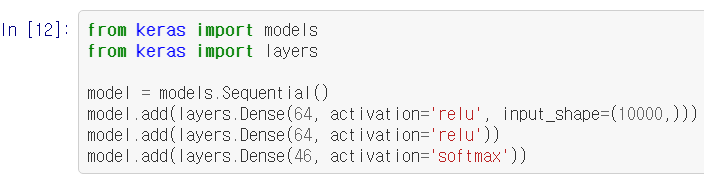 In [12]:
from keras import models
from keras import layers
model = models.Sequential()
model.add(layers.Dense(64, activation='relu', input_shape=(10000,)))
model.add(layers.Dense(64, activation='relu'))
model.add(layers.Dense(46, activation='softmax'))